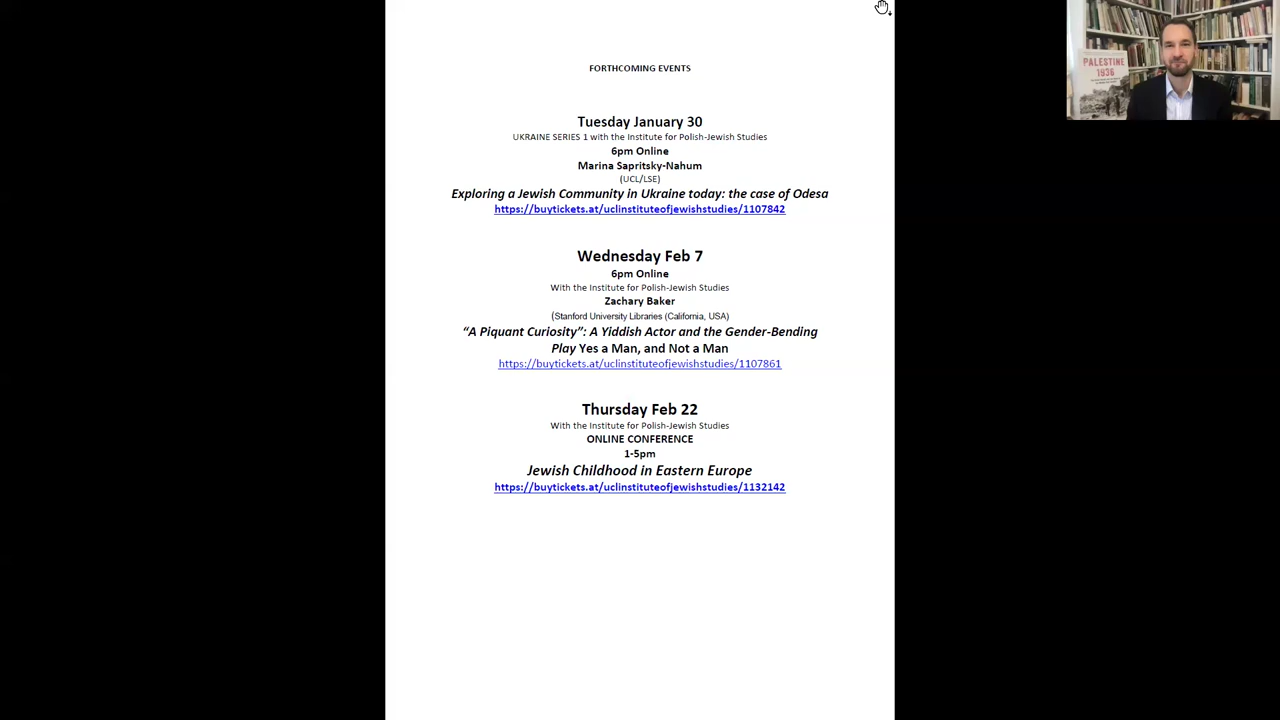 FORTHCOMING EVENTS
Tuesday January 30
UKRAINE SERIES 1 with the Institute for Polish-Jewish Studies
6pm Online
Marina Sapritsky-Nahum
(UCL/LSE)
Exploring a Jewish Community in Ukraine today: the case of Odesa
https://buytickets.at/uclinstituteofjewishstudies/1107842
Wednesday Feb 7
6pm Online
With the Institute for Polish-Jewish Studies
Zachary Baker
(Stanford University Libraries (California, USA)
“A Piquant Curiosity”: A Yiddish Actor and the Gender-Bending
Play Yes a Man, and Not a Man
https://buytickets.at/uclinstituteofjewishstudies/1107861
Thursday Feb 22
With the Institute for Polish-Jewish Studies
ONLINE CONFERENCE
1-5pm
Jewish Childhood in Eastern Europe
https://buytickets.at/uclinstituteofjewishstudies/1132142
PALESTINE
1936